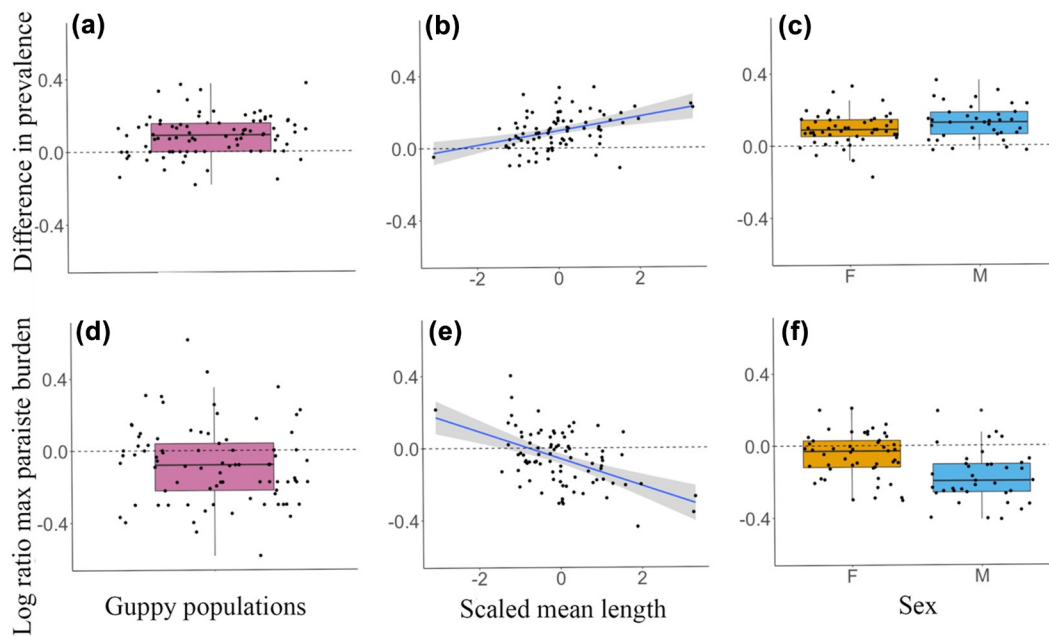 (a)
(b)
(c)
Difference in prevalence
0.4
0.0
-0.4
0.4
0.0
-0.4
-2
0
2
0.4
0.0
-0.4
F
M
(d)
(e)
(f)
Log ratio max paraiste burden
0.4
0.0
-0.4
0.4
0.0
-0.4
-2
0
2
0.4
0.0
-0.4
F
M
Guppy populations
Scaled mean length
Sex